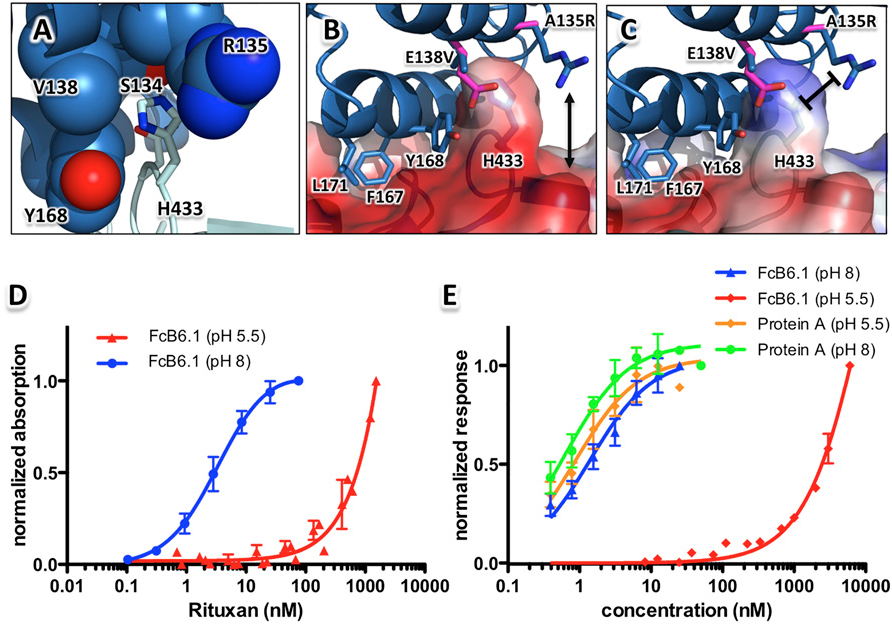 A
R135
V138
S134
Y168
H433
B
A135R
E138V
Y168
H433
L171
F167
C
A135R
E138V
Y168
H433
L171
F167
D
FcB6.1 (pH 5.5)
FcB6.1 (pH 8)
normalized absorption
1.0
0.5
0.0
0.01
0.1
1
10
100
1000
10000
Rituxan (nM)
E
FcB6.1 (pH 8)
FcB6.1 (pH 5.5)
Protein A (pH 5.5)
Protein A (pH 8)
normalized response
1.0
0.5
0.0
0.1
1
10
100
1000
10000
concentration (nM)